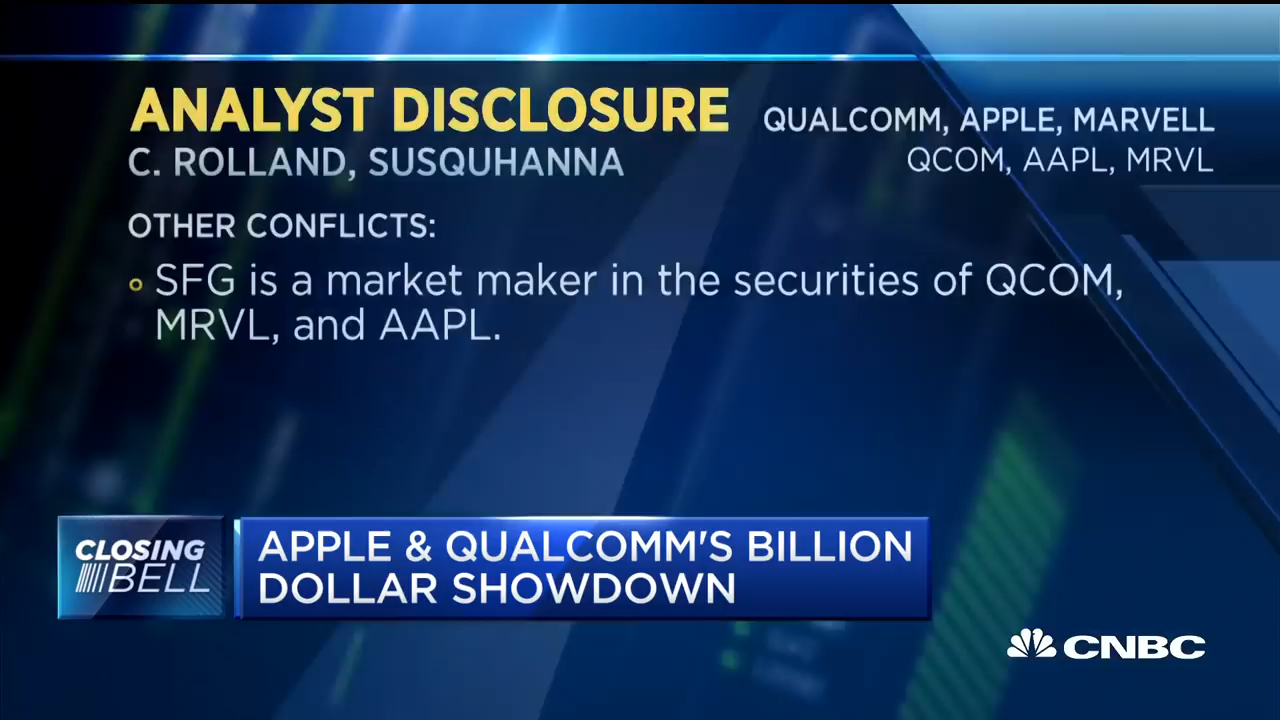 ANALYST DISCLOSURE
QUALCOMM, APPLE, MARVELL
C. ROLLAND, SUSQUHANNA
QCOM, AAPL, MRVL
OTHER CONFLICTS:
SFG is a market maker in the securities of QCOM,
MRVL, and AAPL.
CLOSING
BELL
APPLE & QUALCOMM'S BILLION
DOLLAR SHOWDOWN
CNBC